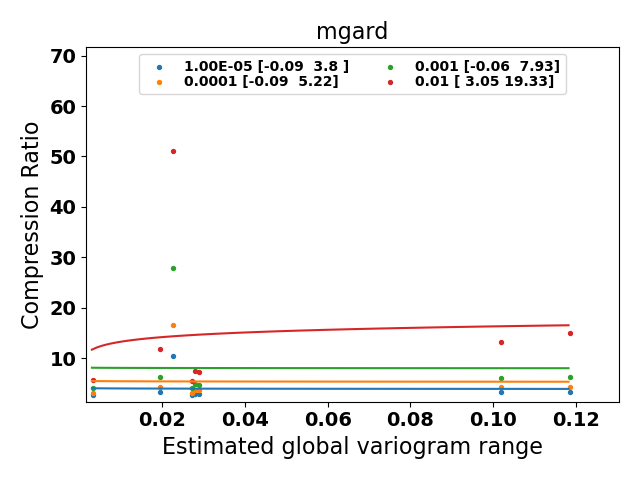 mgard
70
60
50
40
30
20
10
Compression Ratio
1.00E-05 [-0.09  3.8 ]
0.0001 [-0.09  5.22]
0.001 [-0.06  7.93]
0.01 [ 3.05 19.33]
0.02 0.04 0.06 0.08 0.10 0.12
Estimated global variogram range